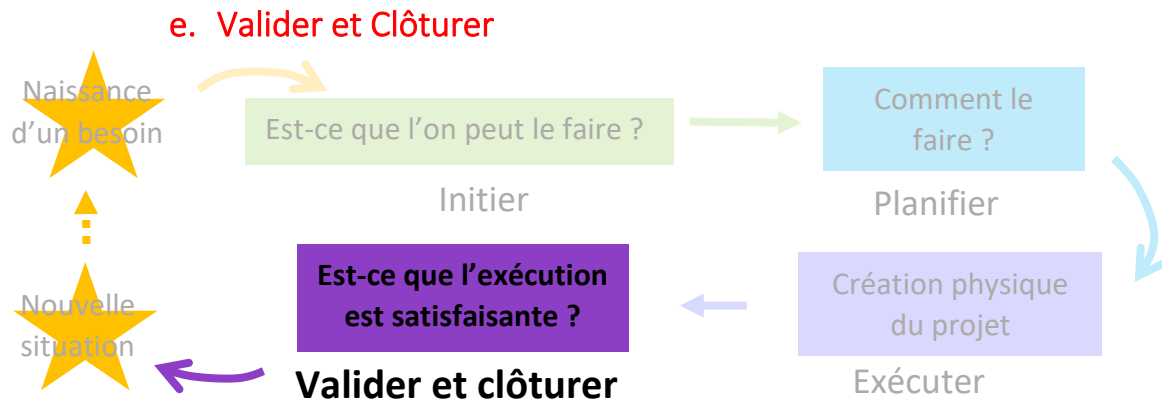 e. Valider et Clôturer
Naissance
d'un besoin
Est-ce que l'on peut le faire ?
Initier
Comment le
faire ?
Planifier
Création physique
du projet
Exécuter
Est-ce que l'exécution
est satisfaisante ?
Valider et clôturer
Nouvelle
situation